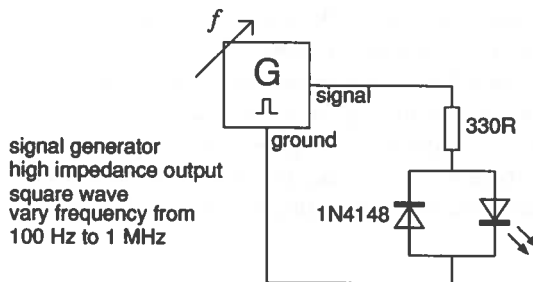 f
G
signal
330R
ground
signal generator
high impedance output
square wave
vary frequency from
100 Hz to 1 MHz
1N4148